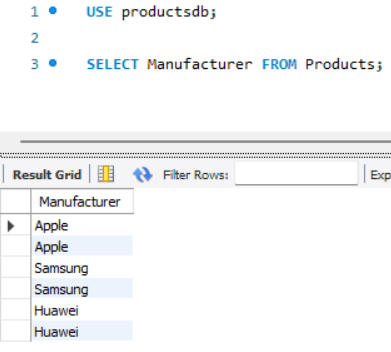 1 USE productsdb;
2
3 SELECT Manufacturer FROM Products;
Result Grid Filter Rows: Exp
Manufacturer
Apple
Apple
Samsung
Samsung
Huawei
Huawei